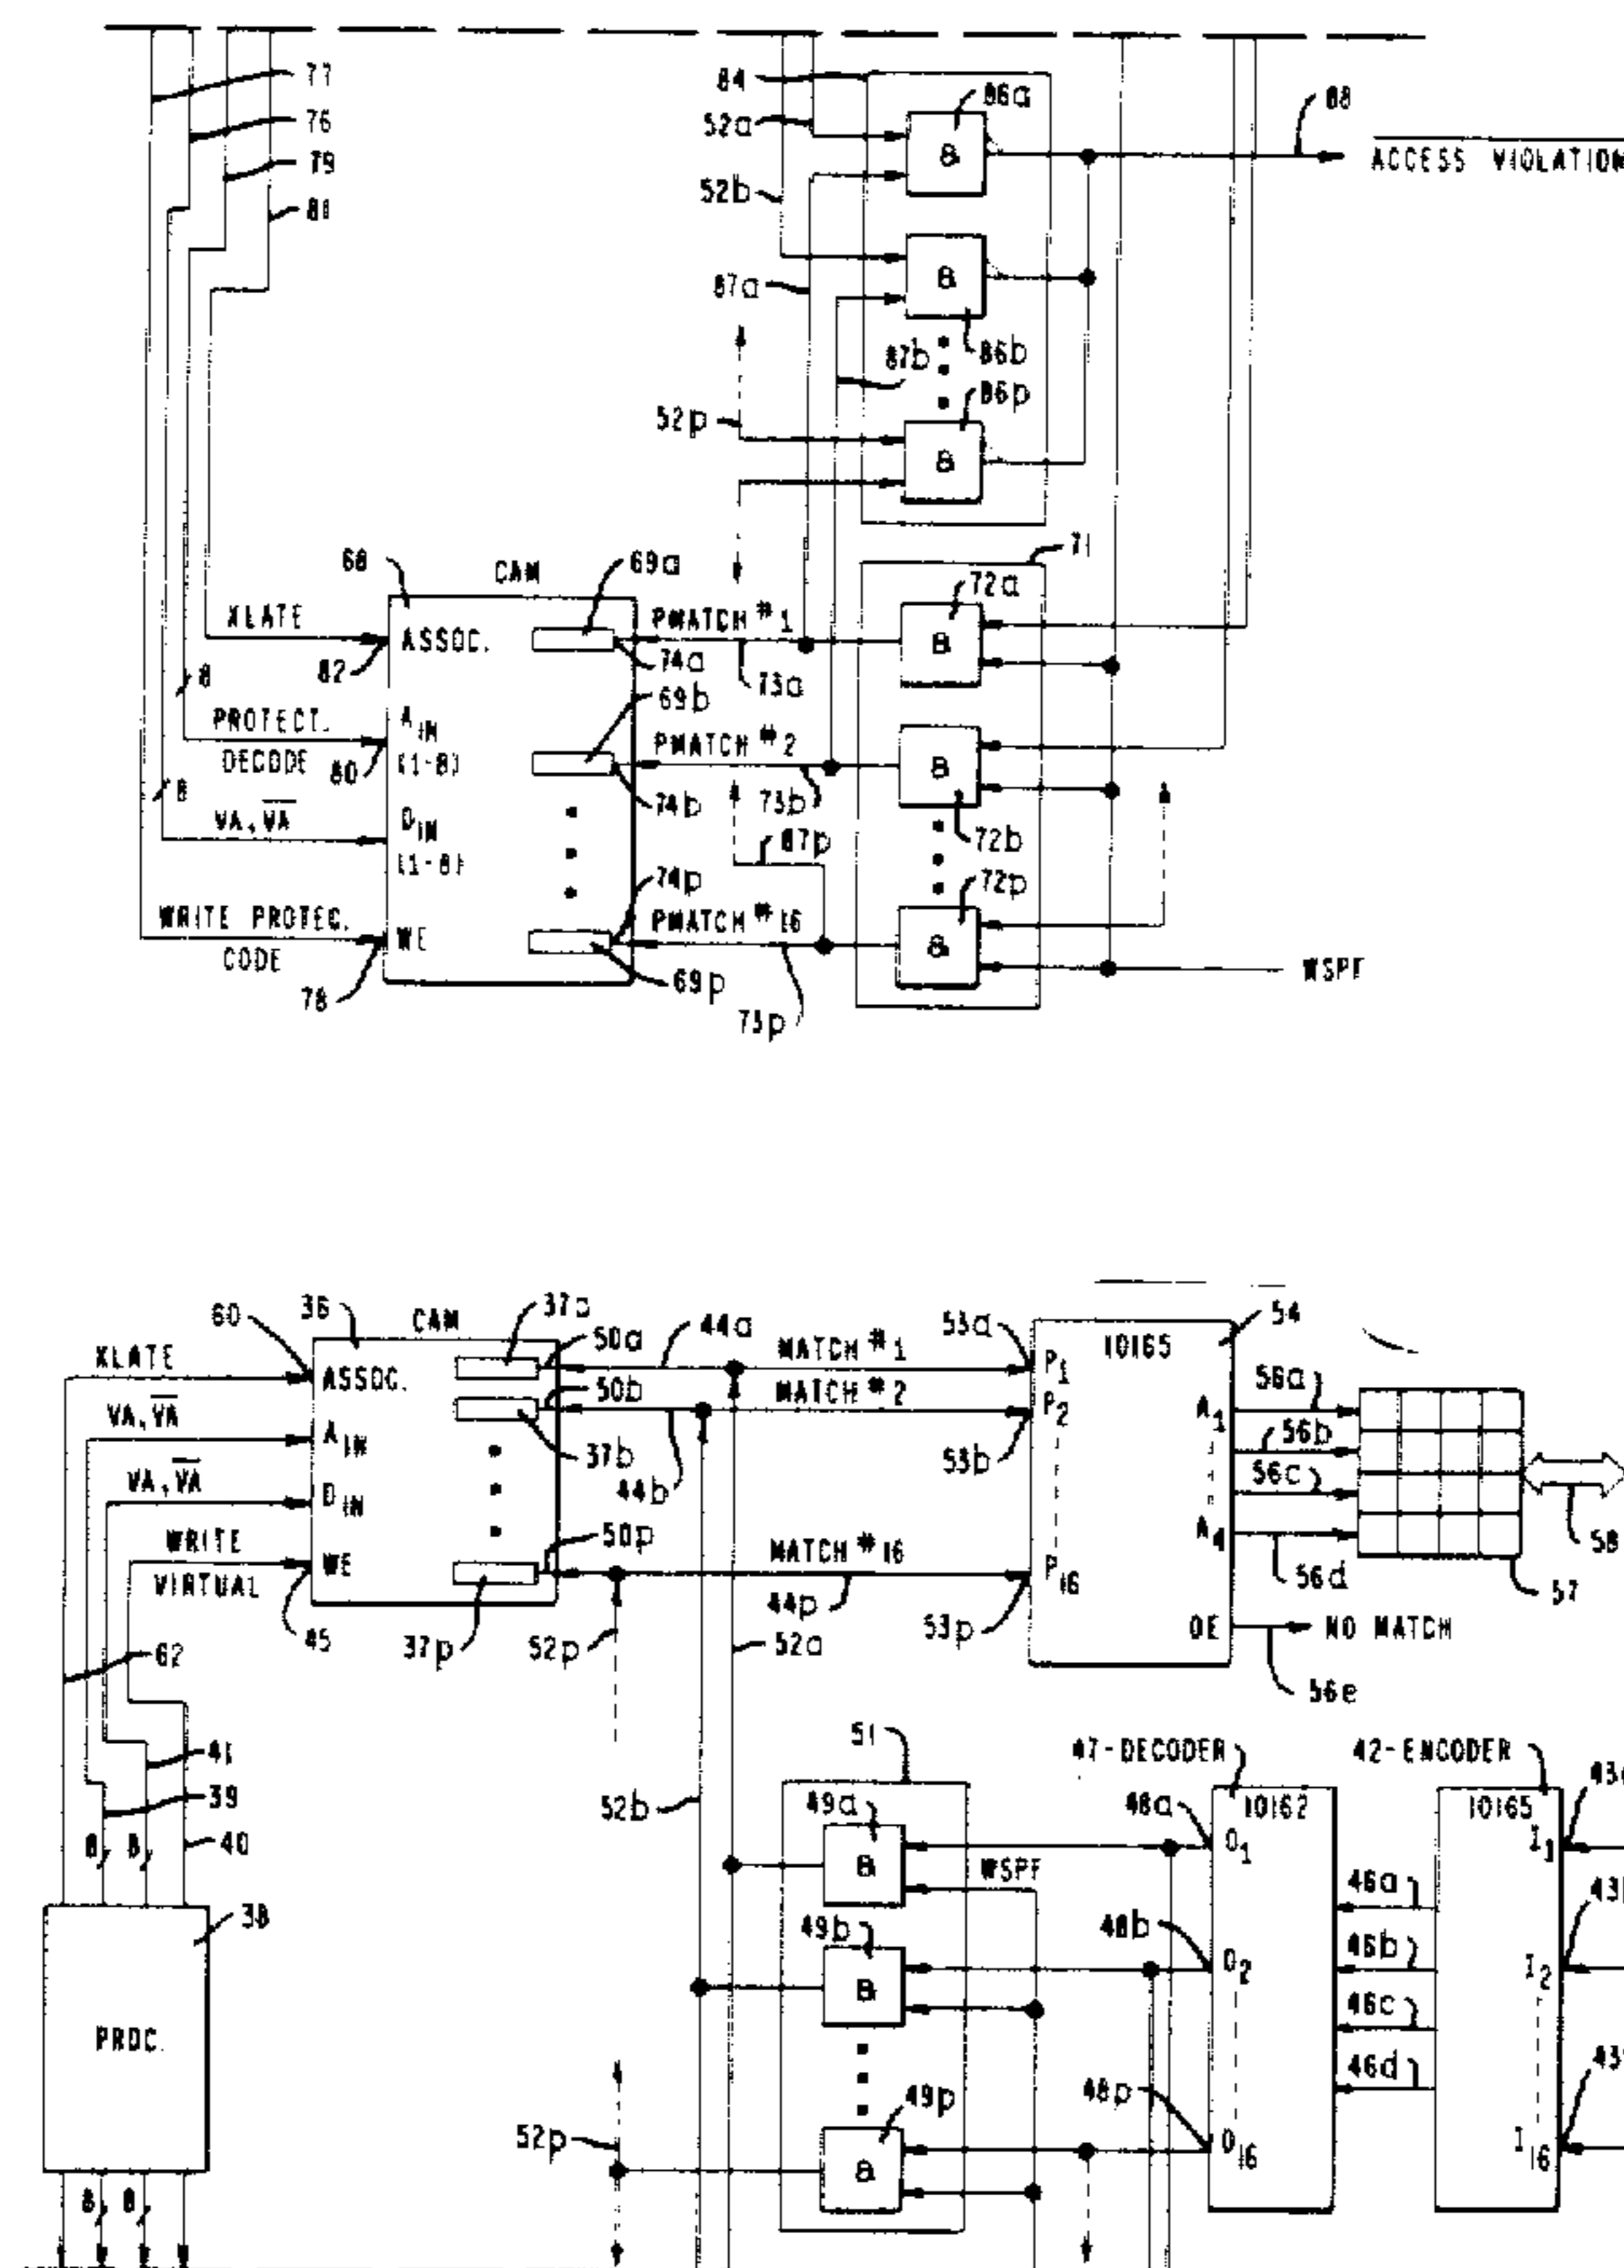 77
84
86a
88
76
52a
&
ACCESS VIOLATION
79
52b
81
&
87a
87b
86b
52p
86p
&
71
68
CAM
69a
72a
XLATE
PMATCH #1
ASSOC.
&
82
74a
73a
8
69b
PROTECT.
DECODE
A IN
(1-8)
PMATCH #2
&
80
8
74b
73b
VA, VA
D IN
(1-8)
87p
72b
74p
72p
WRITE PROTEC.
CODE
WE
PMATCH #16
&
WSPF
78
69p
73p
60
36
CAM
37a
50a
44a
53a
54
XLATE
ASSOC.
MATCH #1
P1
10165
50b
MATCH #2
P2
56a
VA, VA
A IN
A1
56b
37b
44b
53b
56c
VA, VA
D IN
50p
A4
58
WRITE
VIRTUAL
WE
MATCH #16
P16
56d
57
44p
45
37p
52p
52a
53p
OE
NO MATCH
62
56e
41
51
47-DECODER
42-ENCODER
39
52b
49a
48a
10162
10165
8
8
40
&
O1
I1
WSPF
46a
38
49b
48b
46b
&
O2
I2
PROC.
46c
46d
49p
48p
52p
&
O16
I16
8
8